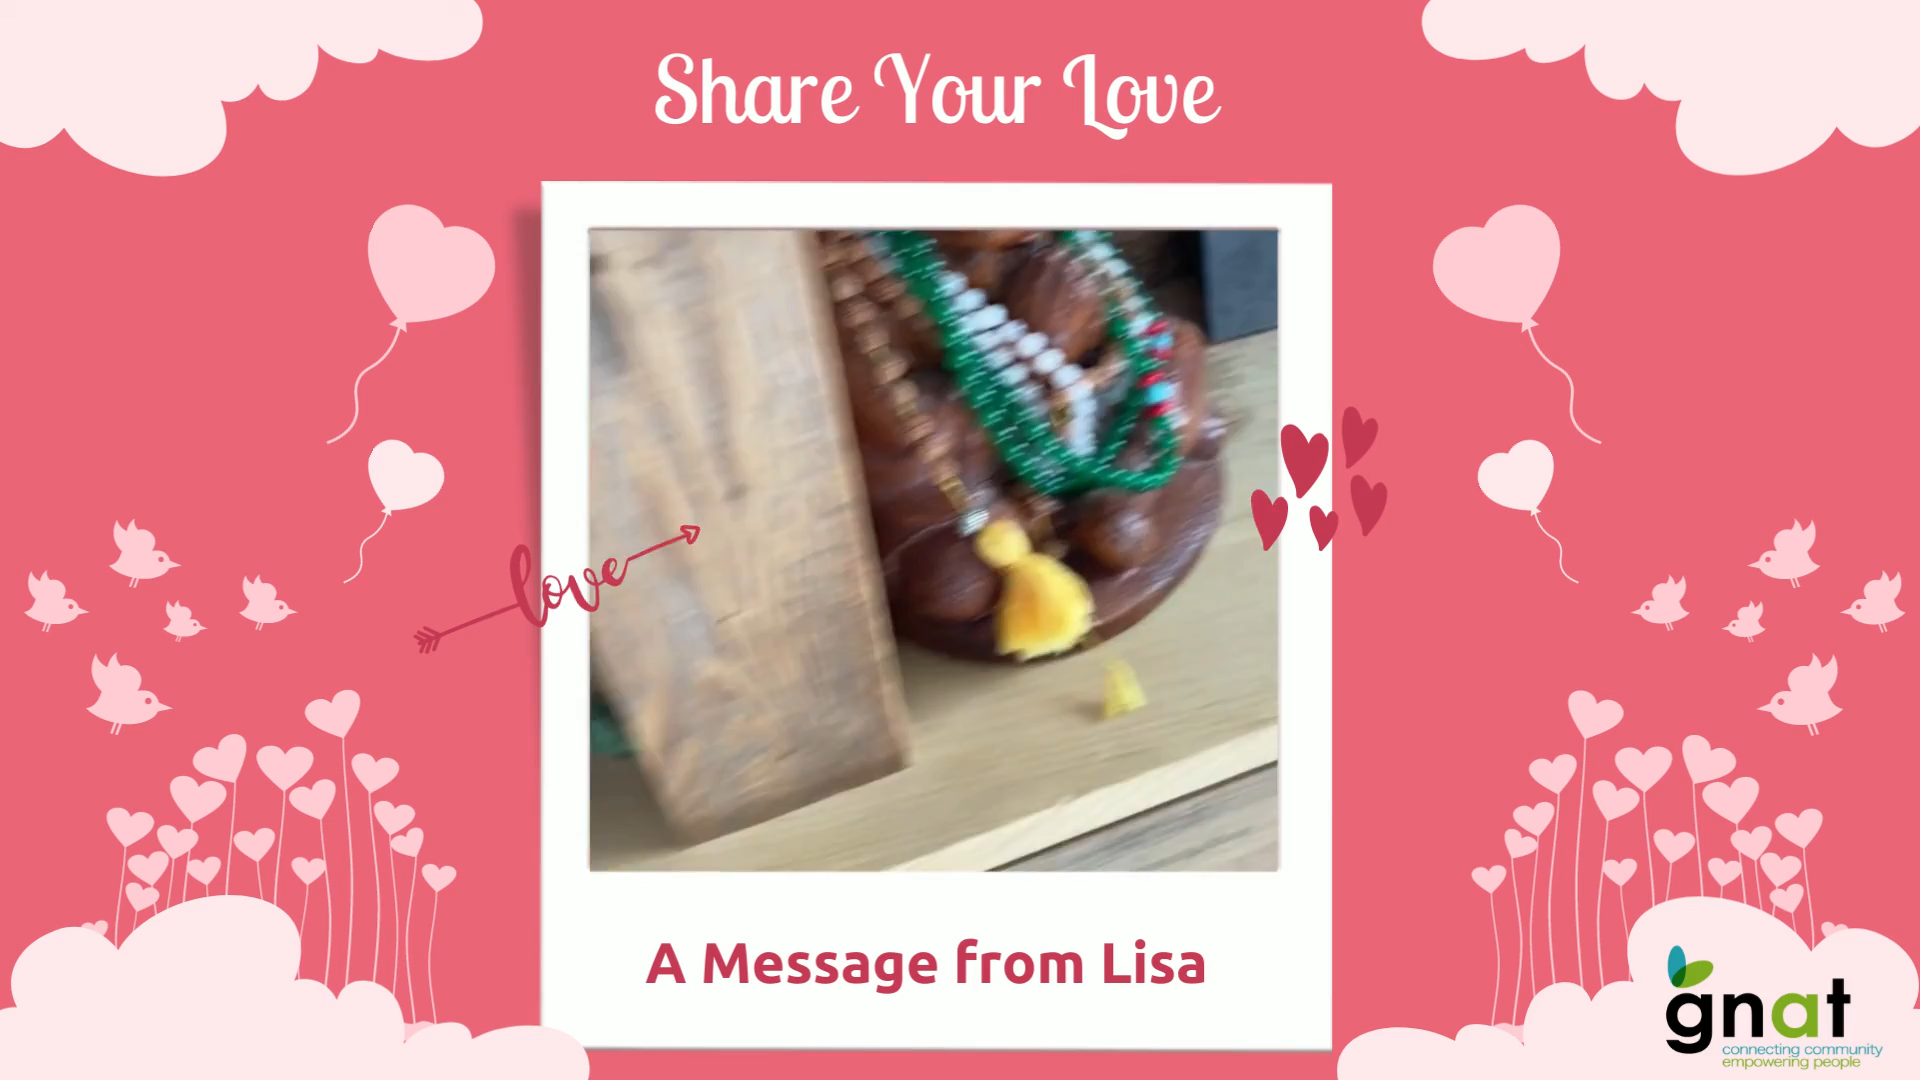 Share Your Love
love
A Message from Lisa
gnat
connecting community
empowering people